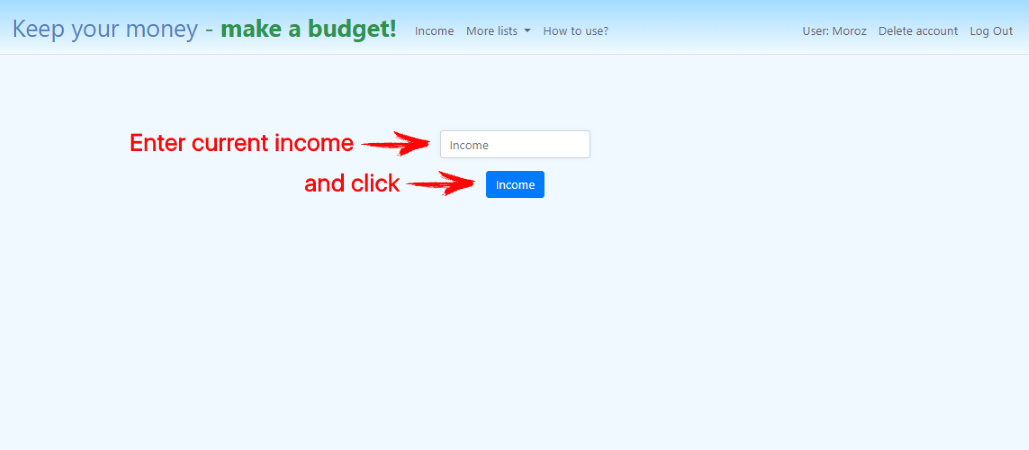 Keep your money - make a budget! Income More lists How to use? User: Moroz Delete account Log Out
Enter current income Income
and click Income